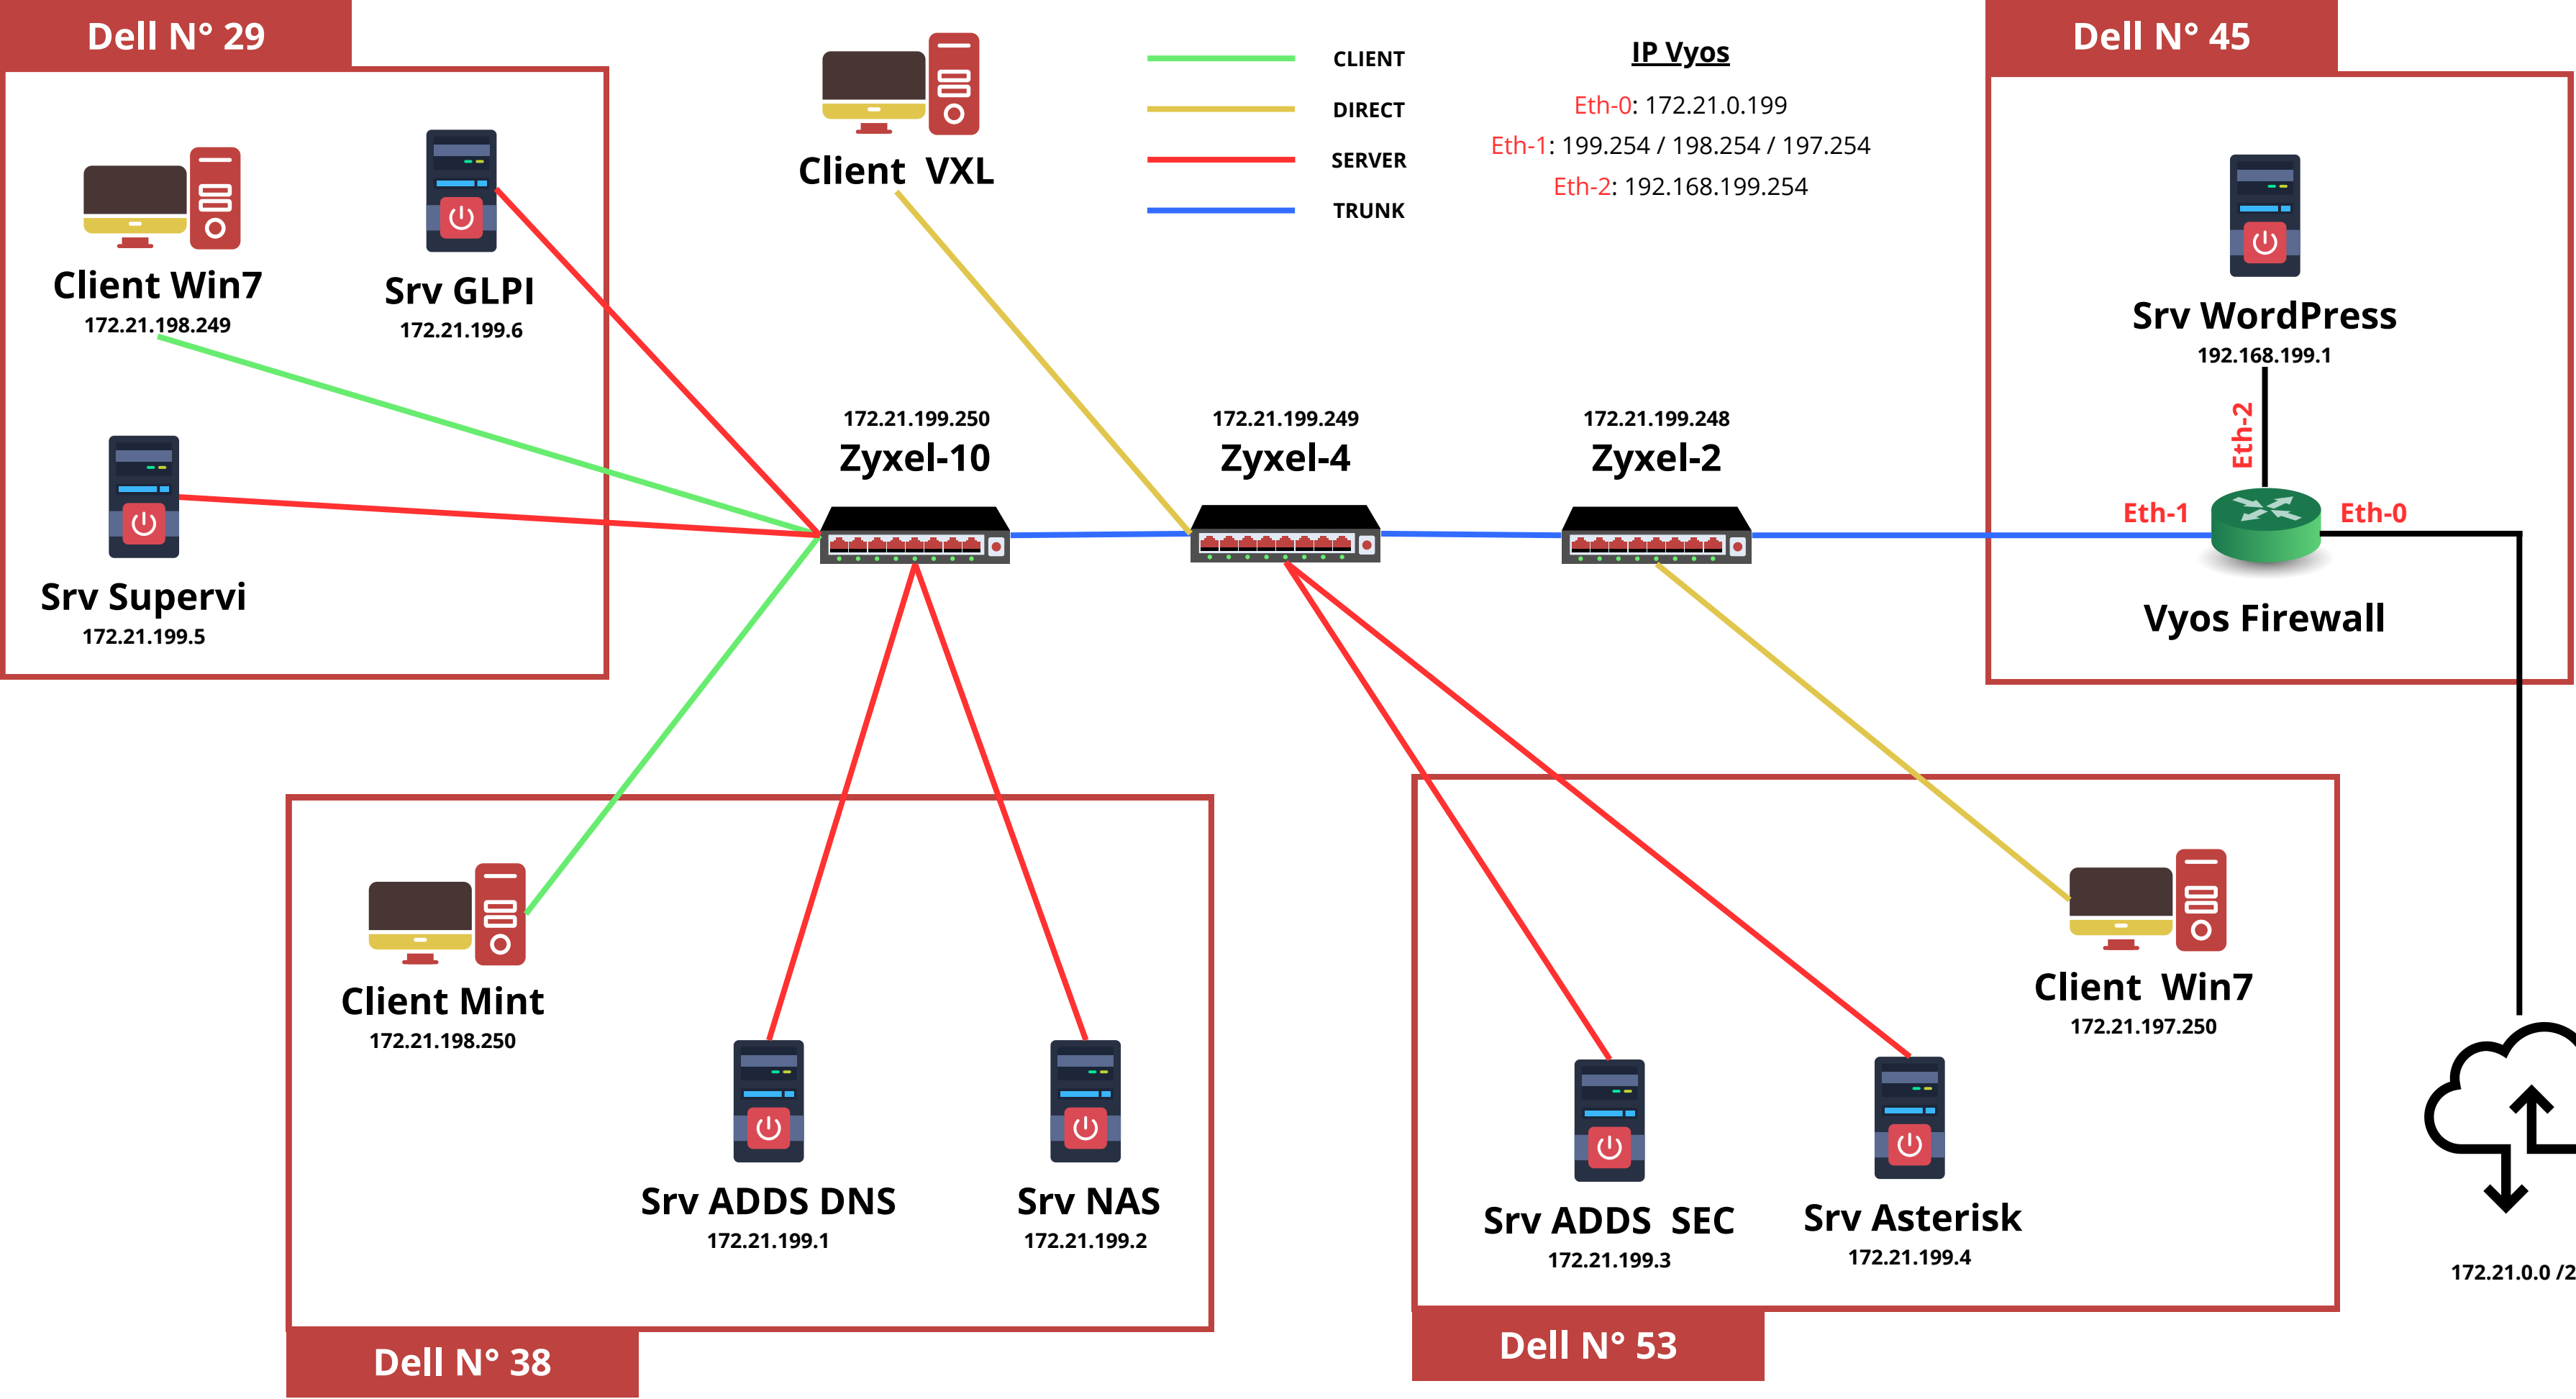 Dell N° 29
Client Win7
172.21.198.249
Srv GLPI
172.21.199.6
Srv Supervi
172.21.199.5
Client VXL
CLIENT
DIRECT
SERVER
TRUNK
IP Vyos
Eth-0: 172.21.0.199
Eth-1: 199.254 / 198.254 / 197.254
Eth-2: 192.168.199.254
Dell N° 45
Srv WordPress
192.168.199.1
Eth-2
Eth-1
Eth-0
Vyos Firewall
172.21.199.250
Zyxel-10
172.21.199.249
Zyxel-4
172.21.199.248
Zyxel-2
Client Mint
172.21.198.250
Srv ADDS DNS
172.21.199.1
Srv NAS
172.21.199.2
Dell N° 38
Client Win7
172.21.197.250
Srv ADDS SEC
172.21.199.3
Srv Asterisk
172.21.199.4
Dell N° 53
172.21.0.0 /2